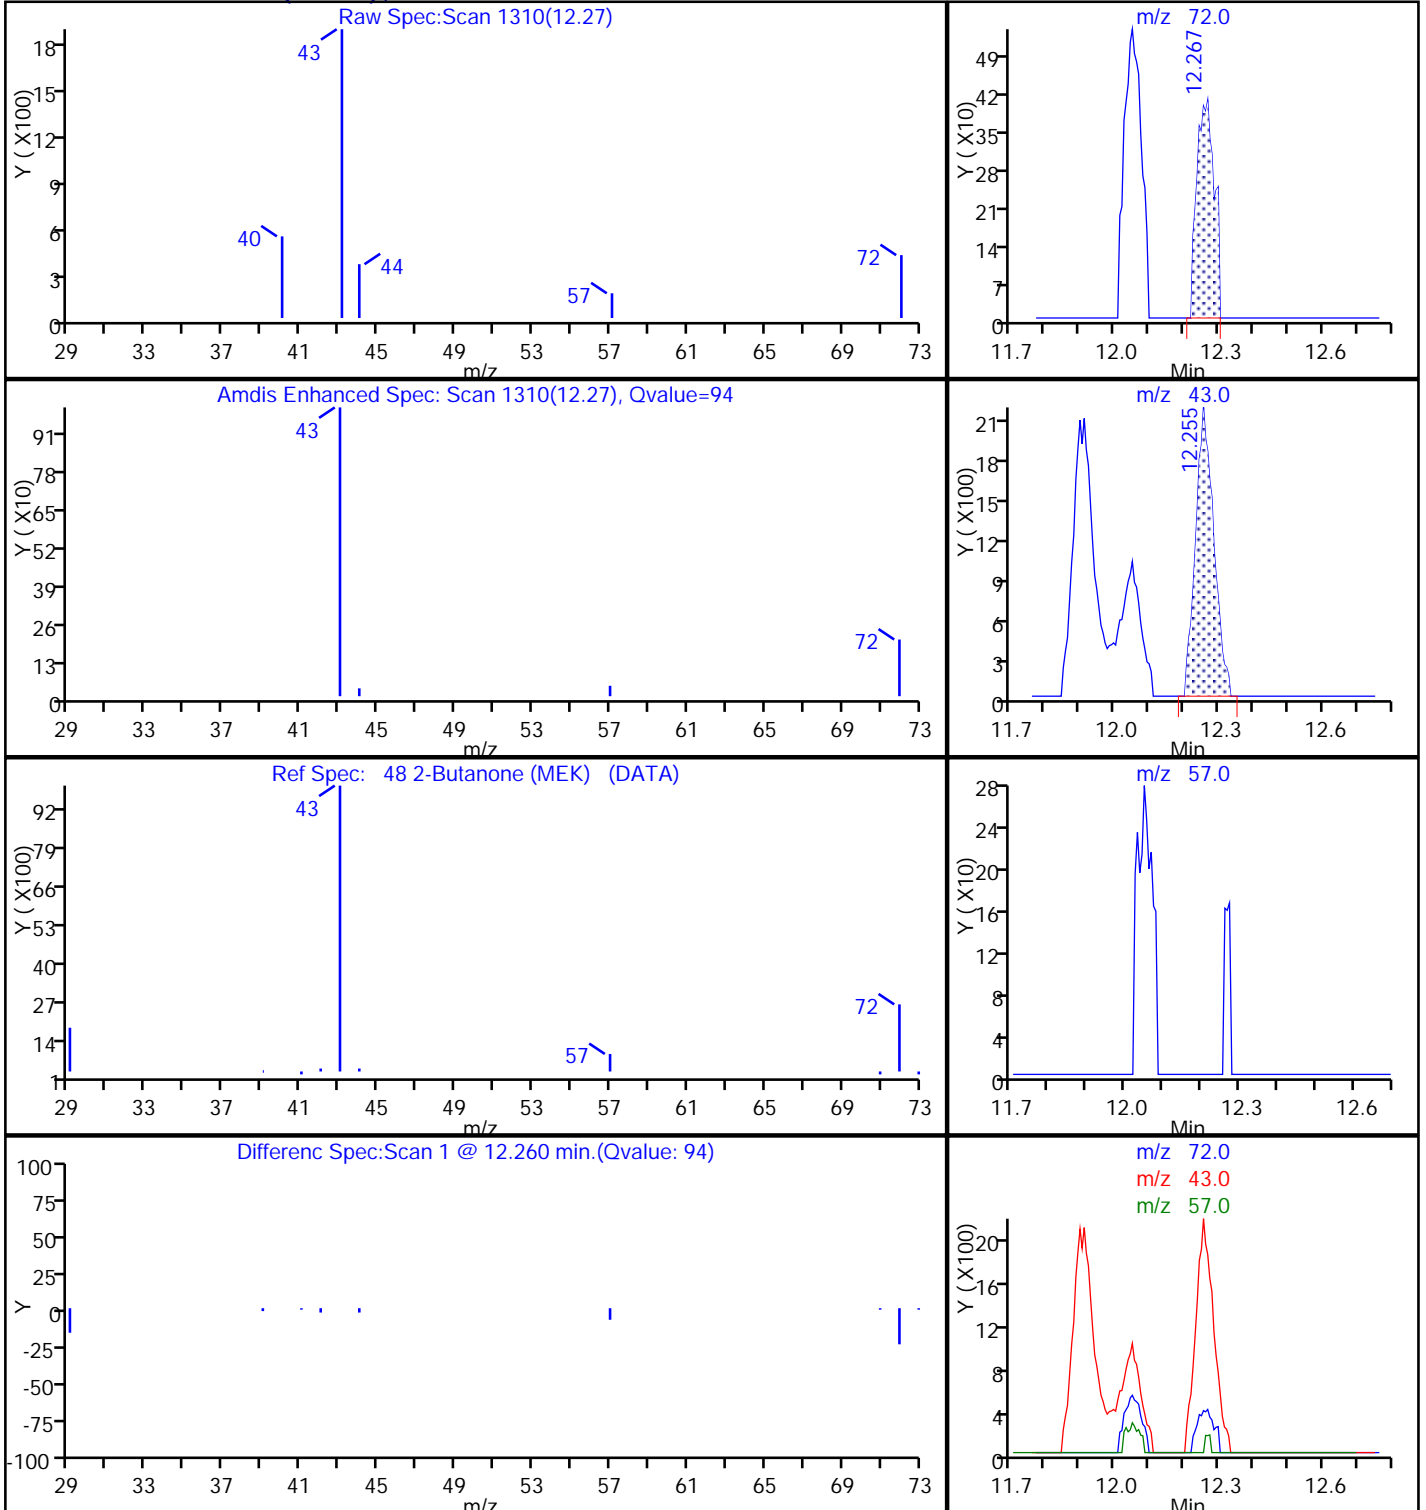 Raw Spec:Scan 1310(12.27)
Y ( X100)
18
15
12
9
6
3
0
43
40
44
57
72
29 33 37 41 45 49 53 57 61 65 69 73
m/z
m/z 72.0
Y ( X10)
49
42
35
28
21
14
7
0
12.267
11.7 12.0 12.3 12.6
Min
Amdis Enhanced Spec: Scan 1310(12.27), Qvalue=94
Y ( X10)
91
78
65
52
39
26
13
0
43
72
29 33 37 41 45 49 53 57 61 65 69 73
m/z
m/z 43.0
Y ( X100)
21
18
15
12
9
6
3
0
12.255
11.7 12.0 12.3 12.6
Min
Ref Spec: 48 2-Butanone (MEK) (DATA)
Y ( X100)
92
79
66
53
40
27
14
1
43
57
72
29 33 37 41 45 49 53 57 61 65 69 73
m/z
m/z 57.0
Y ( X10)
28
24
20
16
12
8
4
0
11.7 12.0 12.3 12.6
Min
Differenc Spec:Scan 1 @ 12.260 min.(Qvalue: 94)
Y
100
75
50
25
0
-25
-50
-75
-100
29 33 37 41 45 49 53 57 61 65 69 73
m/z
m/z 72.0
m/z 43.0
m/z 57.0
Y ( X100)
20
16
12
8
4
0
11.7 12.0 12.3 12.6
Min